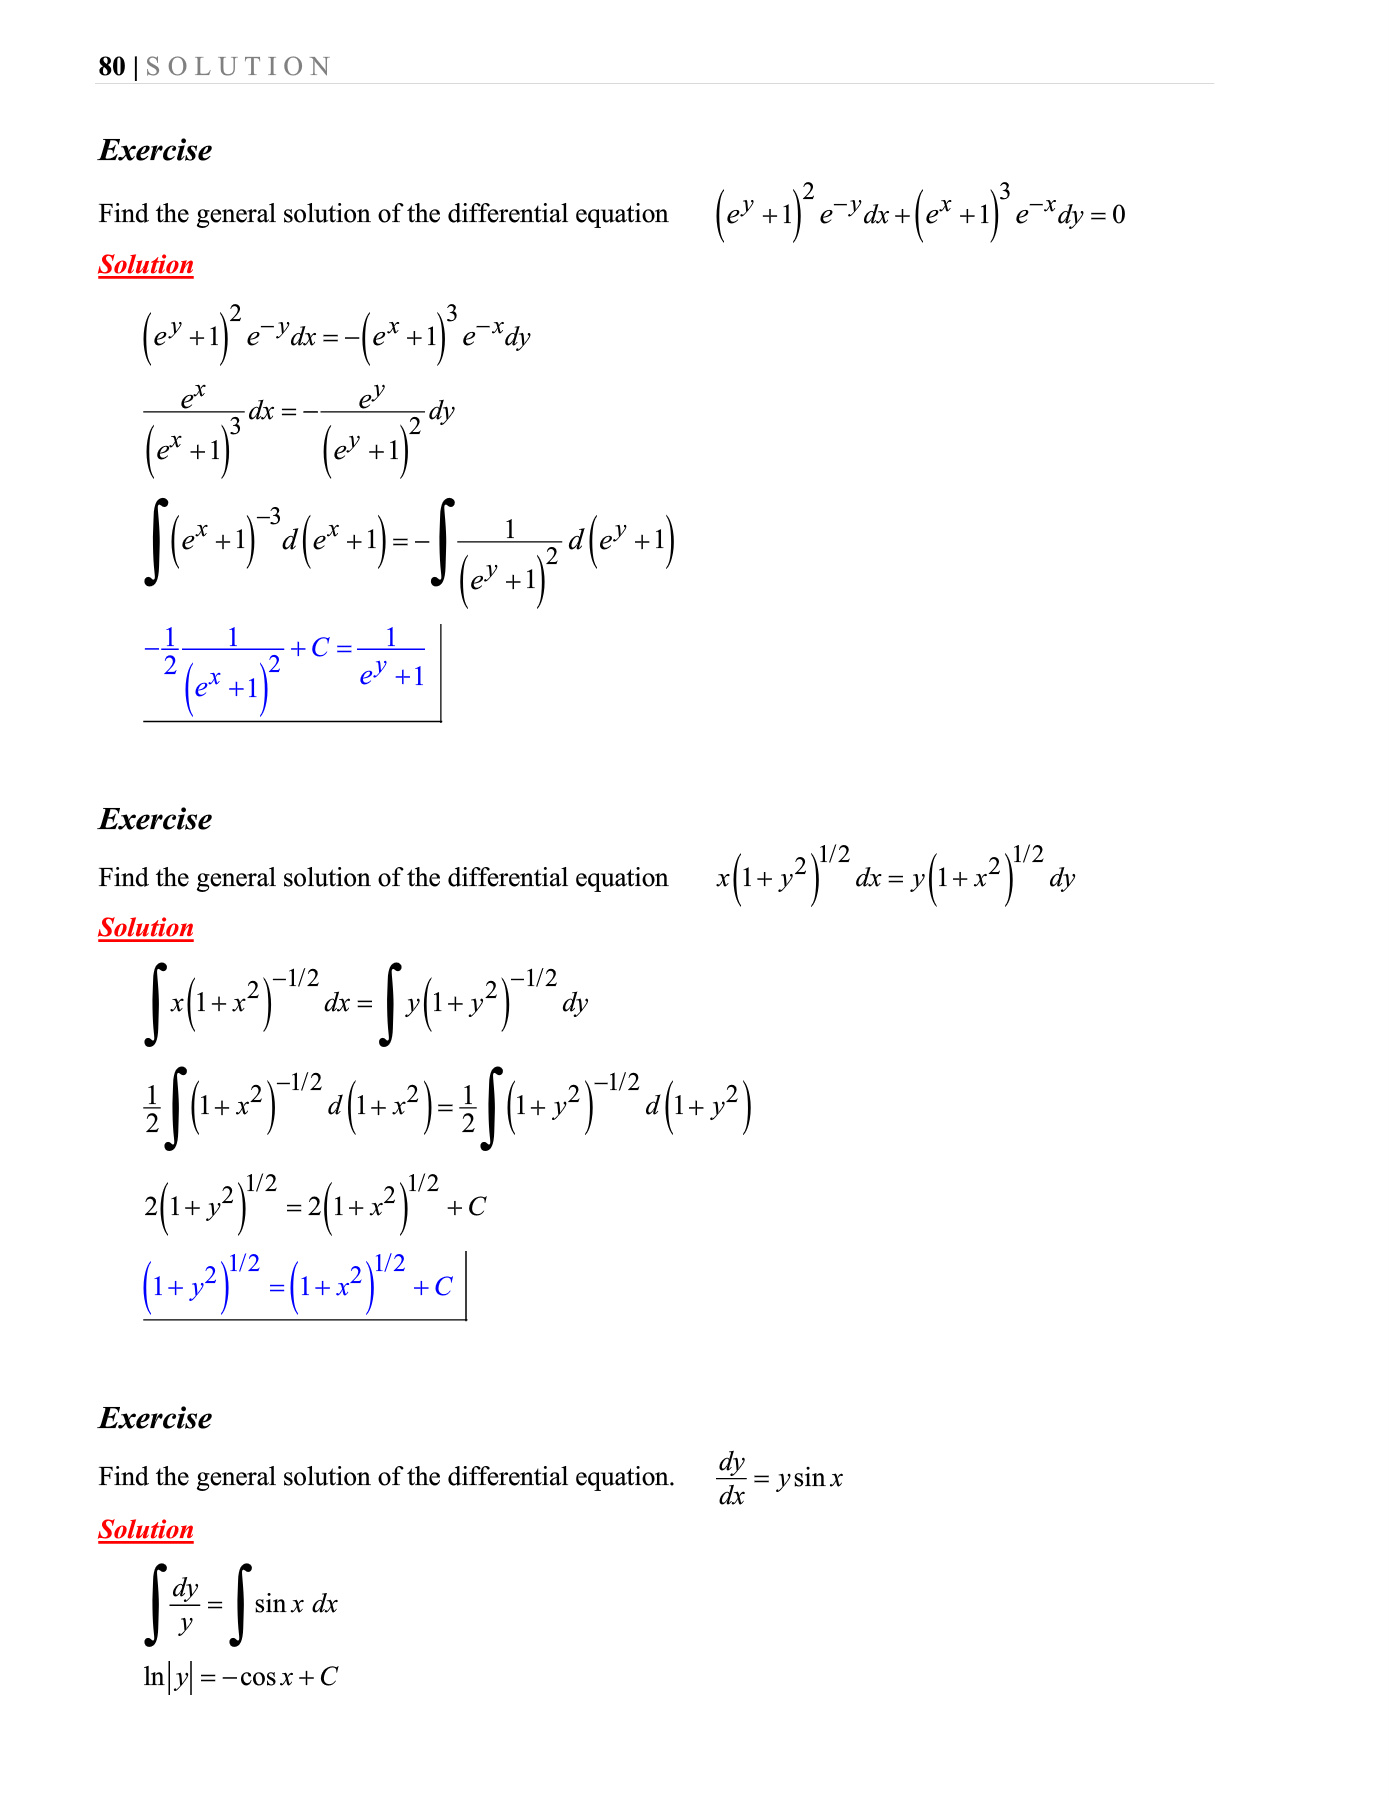 80 | S O L U T I O N
Exercise
Find the general solution of the differential equation $\left(e^{y}+1\right)^{2} e^{-y}dx+\left(e^{x}+1\right)^{3} e^{-x}dy=0$
Solution
$\left(e^{y}+1\right)^{2} e^{-y}dx=-\left(e^{x}+1\right)^{3} e^{-x}dy$
$\frac{e^{x}}{\left(e^{x}+1\right)^{3}}dx=-\frac{e^{y}}{\left(e^{y}+1\right)^{2}}dy$
$\int \left(e^{x}+1\right)^{-3} d\left(e^{x}+1\right)=-\int \frac{1}{\left(e^{y}+1\right)^{2}} d\left(e^{y}+1\right)$
$-\frac{1}{2}\frac{1}{\left(e^{x}+1\right)^{2}}+C=\frac{1}{e^{y}+1}$
Exercise
Find the general solution of the differential equation $x\left(1+y^{2}\right)^{1/2} dx=y\left(1+x^{2}\right)^{1/2} dy$
Solution
$\int x\left(1+x^{2}\right)^{-1/2} dx=\int y\left(1+y^{2}\right)^{-1/2} dy$
$\frac{1}{2}\int \left(1+x^{2}\right)^{-1/2} d\left(1+x^{2}\right)=\frac{1}{2}\int \left(1+y^{2}\right)^{-1/2} d\left(1+y^{2}\right)$
$2\left(1+y^{2}\right)^{1/2}=2\left(1+x^{2}\right)^{1/2}+C$
$\left(1+y^{2}\right)^{1/2}=\left(1+x^{2}\right)^{1/2}+C$
Exercise
Find the general solution of the differential equation. $\frac{dy}{dx}=y\sin x$
Solution
$\int \frac{dy}{y}=\int \sin x\ dx$
$\ln|y|=-\cos x+C$